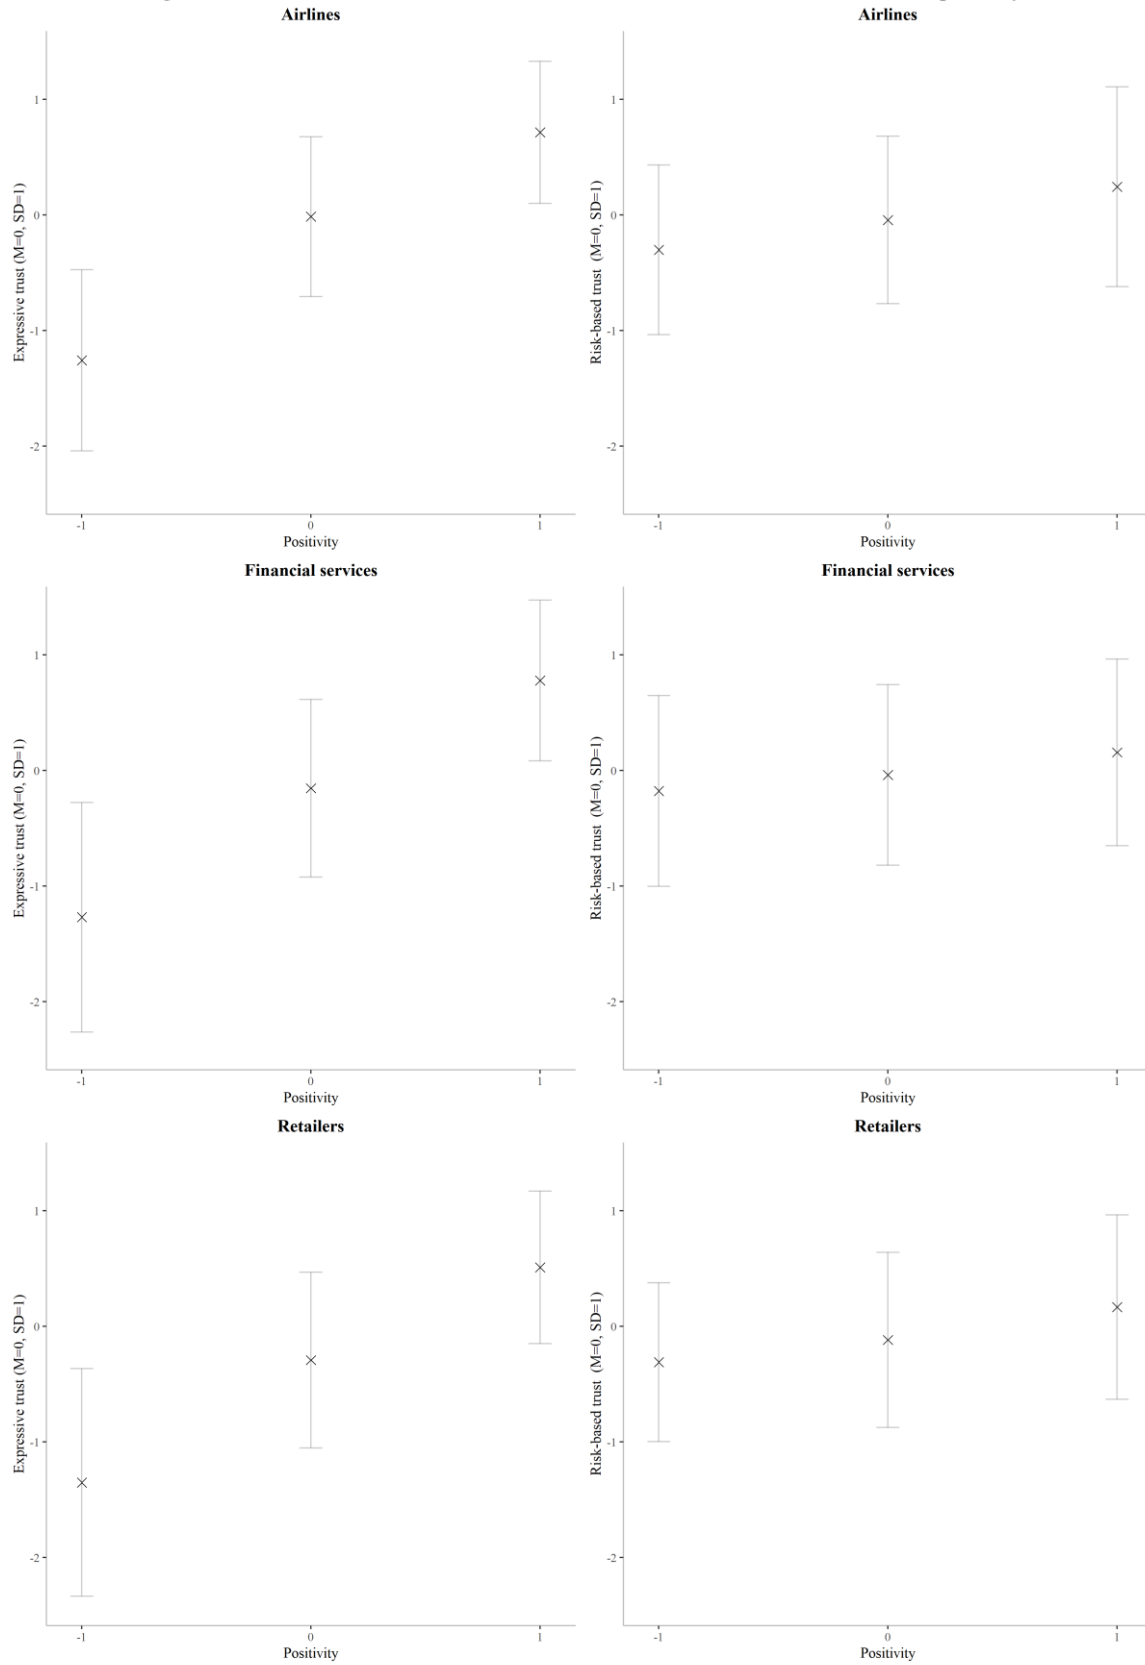 Airlines
Expressive trust (M=0, SD=1)
1
0
-1
-2
-1 0 1
Positivity
Airlines
Risk-based trust (M=0, SD=1)
1
0
-1
-2
-1 0 1
Positivity
Financial services
Expressive trust (M=0, SD=1)
1
0
-1
-2
-1 0 1
Positivity
Financial services
Risk-based trust (M=0, SD=1)
1
0
-1
-2
-1 0 1
Positivity
Retailers
Expressive trust (M=0, SD=1)
1
0
-1
-2
-1 0 1
Positivity
Retailers
Risk-based trust (M=0, SD=1)
1
0
-1
-2
-1 0 1
Positivity